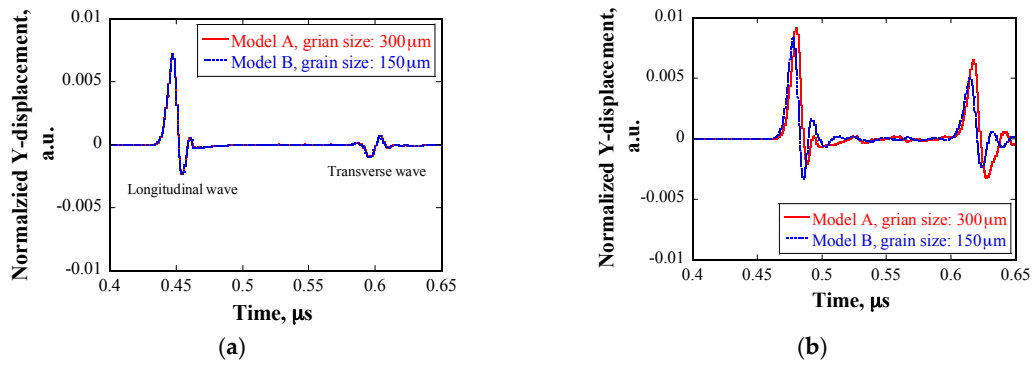 Normalzied Y-displacement,
a.u.
0.01
0.005
0
-0.005
-0.01
Model A, grian size: 300μm
Model B, grain size: 150μm
Longitudinal wave
Transverse wave
0.4 0.45 0.5 0.55 0.6 0.65
Time, μs
(a)
Normalized Y-displacement,
a.u.
0.01
0.005
0
-0.005
-0.01
Model A, grian size: 300μm
Model B, grain size: 150μm
0.4 0.45 0.5 0.55 0.6 0.65
Time, μs
(b)